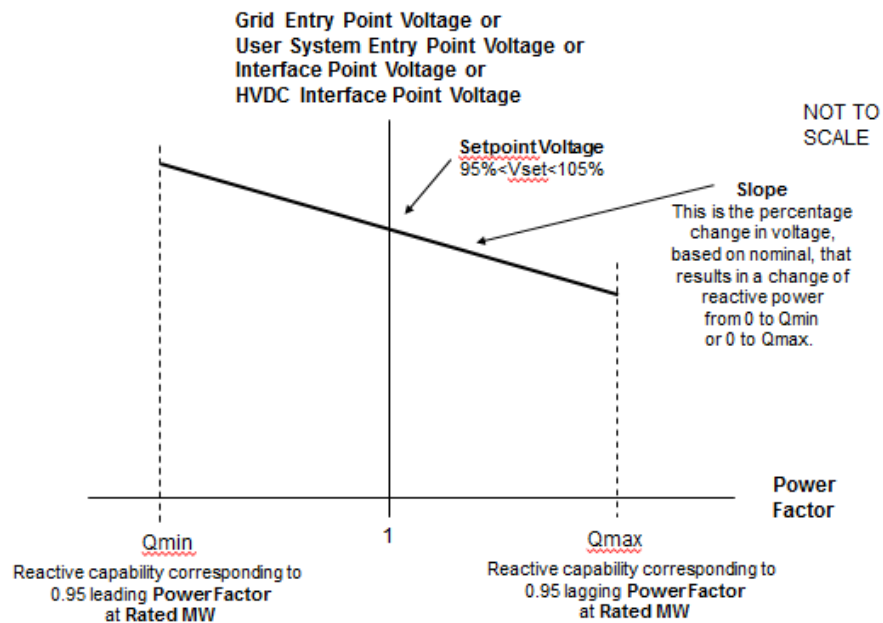 Grid Entry Point Voltage or
User System Entry Point Voltage or
Interface Point Voltage or
HVDC Interface Point Voltage
NOT TO
SCALE
Setpoint Voltage
95%<Vset<105%
Slope
This is the percentage
change in voltage,
based on nominal, that
results in a change of
reactive power
from 0 to Qmin
or 0 to Qmax.
Power
Factor
Qmin
1
Qmax
Reactive capability corresponding to
0.95 leading Power Factor
at Rated MW
Reactive capability corresponding to
0.95 lagging Power Factor
at Rated MW